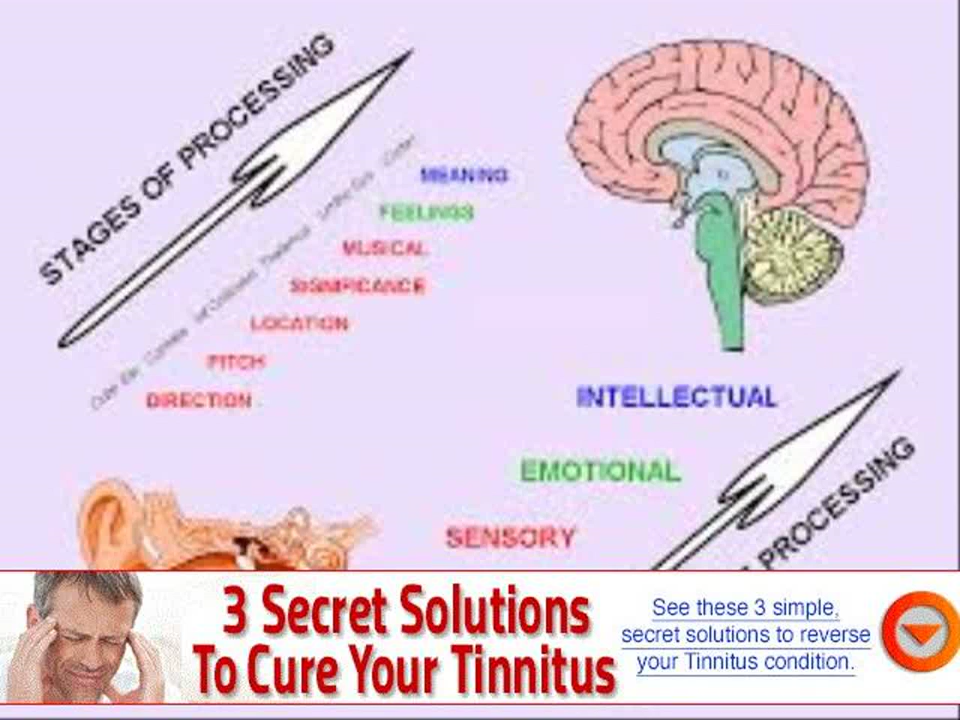 STAGES OF PROCESSING
MEANING
FEELINGS
MUSICAL
SIGNIFICANCE
LOCATION
PITCH
DIRECTION
INTELLECTUAL
EMOTIONAL
SENSORY
PROCESSING
3 Secret Solutions
To Cure Your Tinnitus
See these 3 simple,
secret solutions to reverse
your Tinnitus condition.